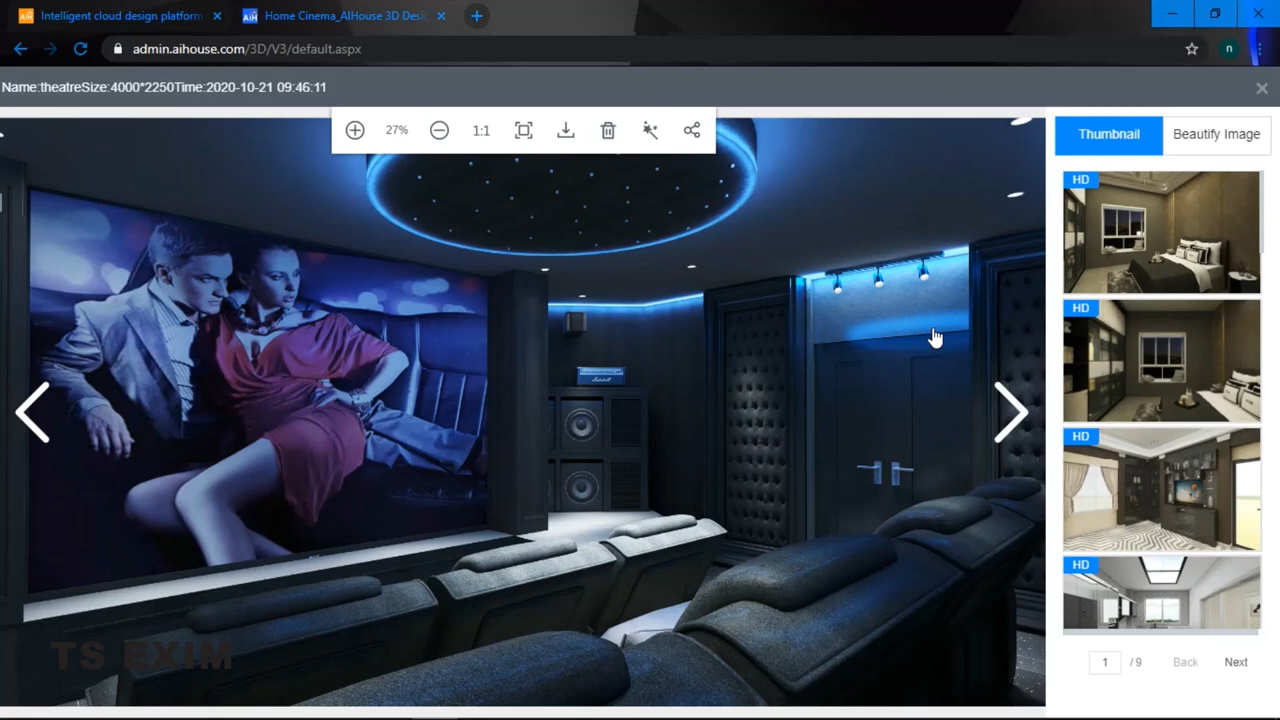 Intelligent cloud design platform
Home Cinema_AIHouse 3D Desi
n
admin.aihouse.com/3D/V3/default.aspx
Name:theatreSize:4000*2250Time:2020-10-21 09:46:11
27%
1:1
Thumbnail
Beautify Image
HD
HD
HD
HD
Marshall
TS EXIM
1 / 9 Back Next